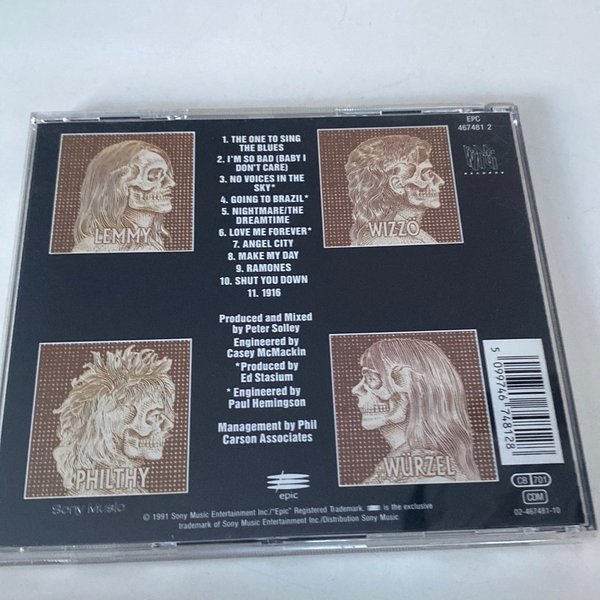 EPC
467481 2
WTG
RECORDS
LEMMY
WIZZÖ
1. THE ONE TO SING
THE BLUES
2. I'M SO BAD (BABY I
DON'T CARE)
3. NO VOICES IN THE
SKY*
4. GOING TO BRAZIL*
5. NIGHTMARE/THE
DREAMTIME
6. LOVE ME FOREVER*
7. ANGEL CITY
8. MAKE MY DAY
9. RAMONES
10. SHUT YOU DOWN
11. 1916
Produced and Mixed
by Peter Solley
Engineered by
Casey McMackin
*Produced by
Ed Stasium
* Engineered by
Paul Hemingson
Management by Phil
Carson Associates
PHILTHY
WÜRZEL
5 099746 748128
epic
CB 701
CDM
02-467481-10
Sony Music
© 1991 Sony Music Entertainment Inc./"Epic" Registered Trademark. is the exclusive
trademark of Sony Music Entertainment Inc./Distribution Sony Music